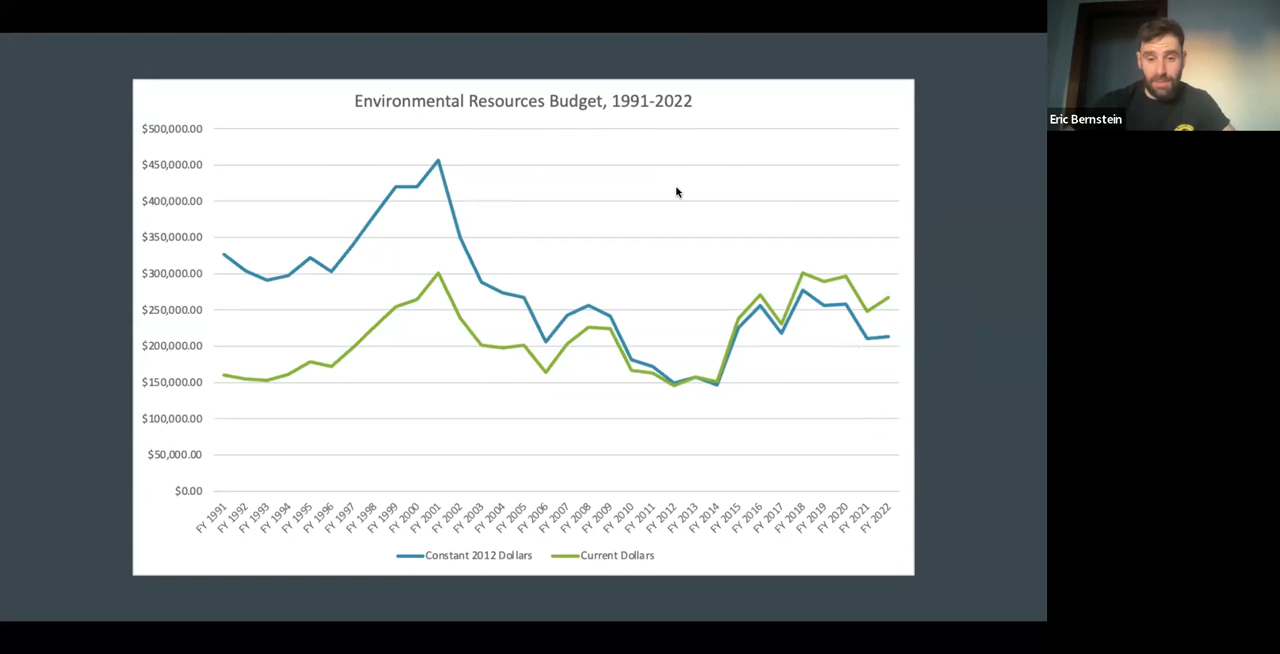 Environmental Resources Budget, 1991-2022
$500,000.00
$450,000.00
$400,000.00
$350,000.00
$300,000.00
$250,000.00
$200,000.00
$150,000.00
$100,000.00
$50,000.00
$0.00
FY 1991
FY 1992
FY 1993
FY 1994
FY 1995
FY 1996
FY 1997
FY 1998
FY 1999
FY 2000
FY 2001
FY 2002
FY 2003
FY 2004
FY 2005
FY 2006
FY 2007
FY 2008
FY 2009
FY 2010
FY 2011
FY 2012
FY 2013
FY 2014
FY 2015
FY 2016
FY 2017
FY 2018
FY 2019
FY 2020
FY 2021
FY 2022
Constant 2012 Dollars
Current Dollars
Eric Bernstein